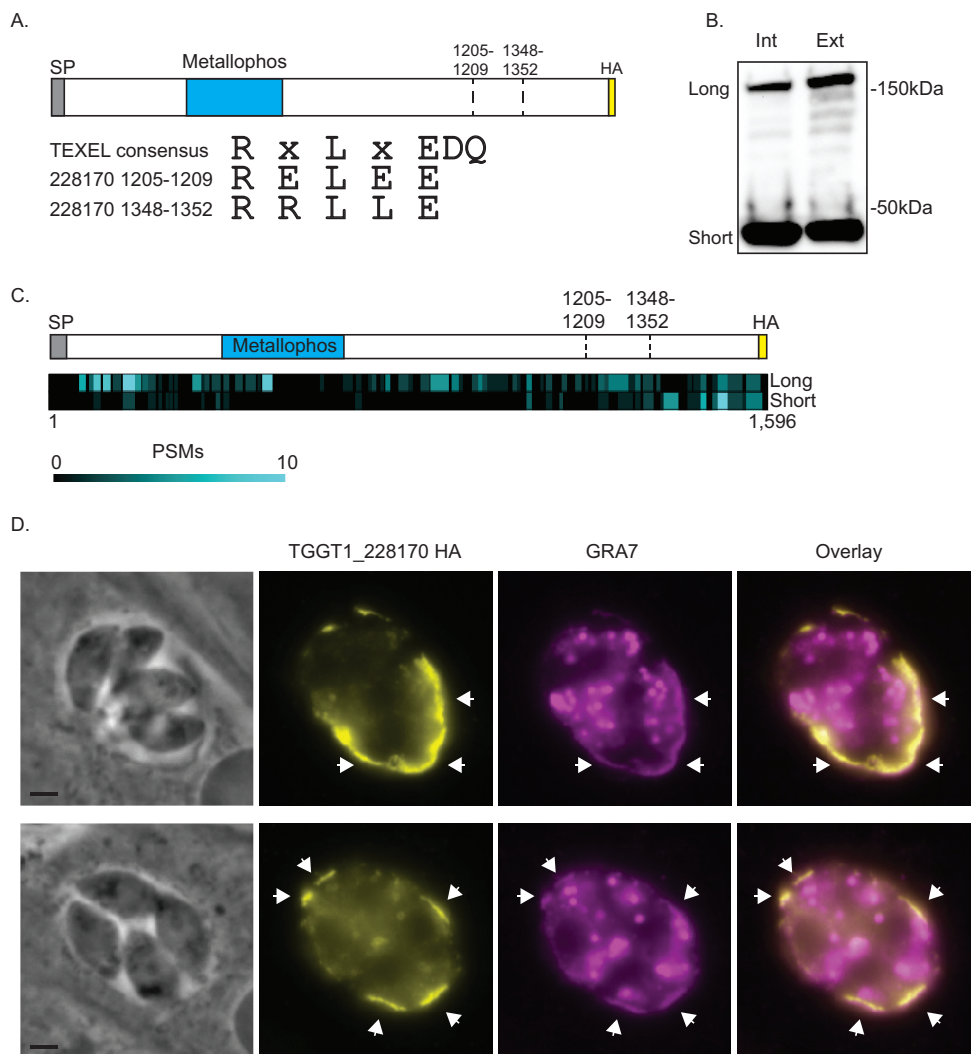 A.
SP
Metallophos
1205-
1209
1348-
1352
HA
TEXEL consensus R x L x EDQ
228170 1205-1209 R E L E E
228170 1348-1352 R R L L E
B.
Int Ext
Long
-150kDa
-50kDa
Short
C.
SP
Metallophos
1205-
1209
1348-
1352
HA
Long
Short
1 1,596
PSMs
0 10
D.
TGGT1_228170 HA GRA7 Overlay